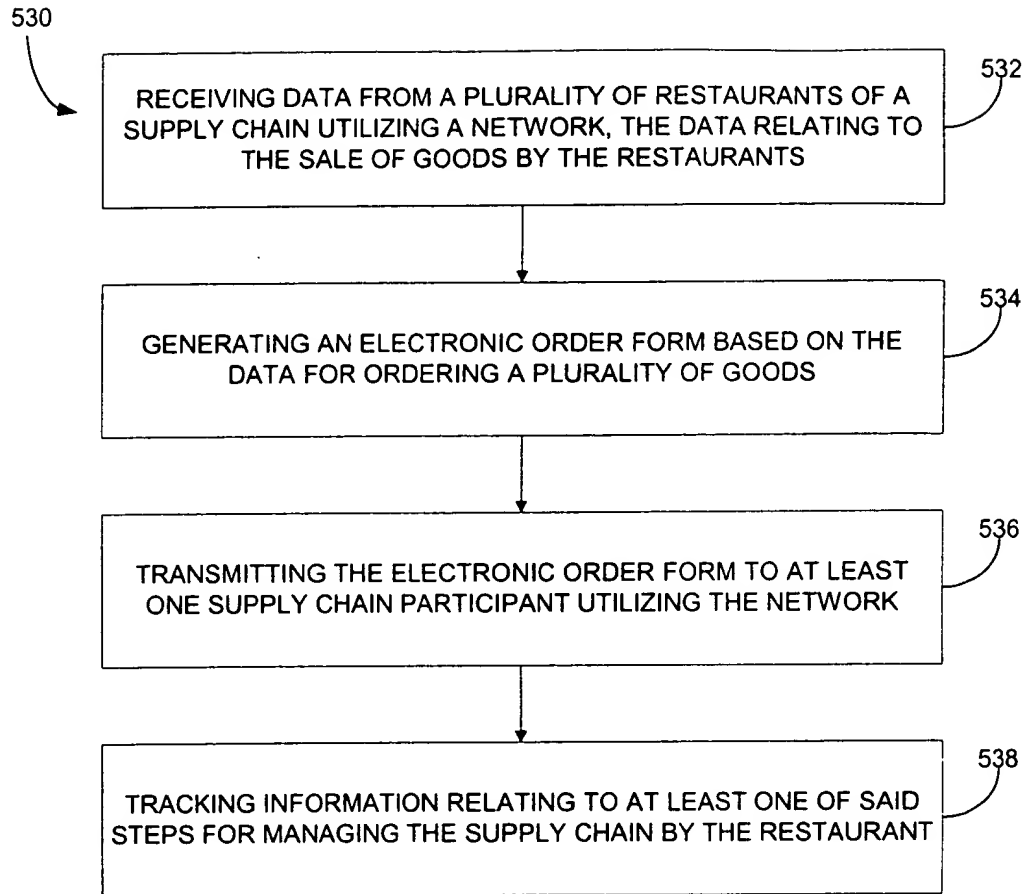 530
532
RECEIVING DATA FROM A PLURALITY OF RESTAURANTS OF A
SUPPLY CHAIN UTILIZING A NETWORK, THE DATA RELATING TO
THE SALE OF GOODS BY THE RESTAURANTS
534
GENERATING AN ELECTRONIC ORDER FORM BASED ON THE
DATA FOR ORDERING A PLURALITY OF GOODS
536
TRANSMITTING THE ELECTRONIC ORDER FORM TO AT LEAST
ONE SUPPLY CHAIN PARTICIPANT UTILIZING THE NETWORK
538
TRACKING INFORMATION RELATING TO AT LEAST ONE OF SAID
STEPS FOR MANAGING THE SUPPLY CHAIN BY THE RESTAURANT